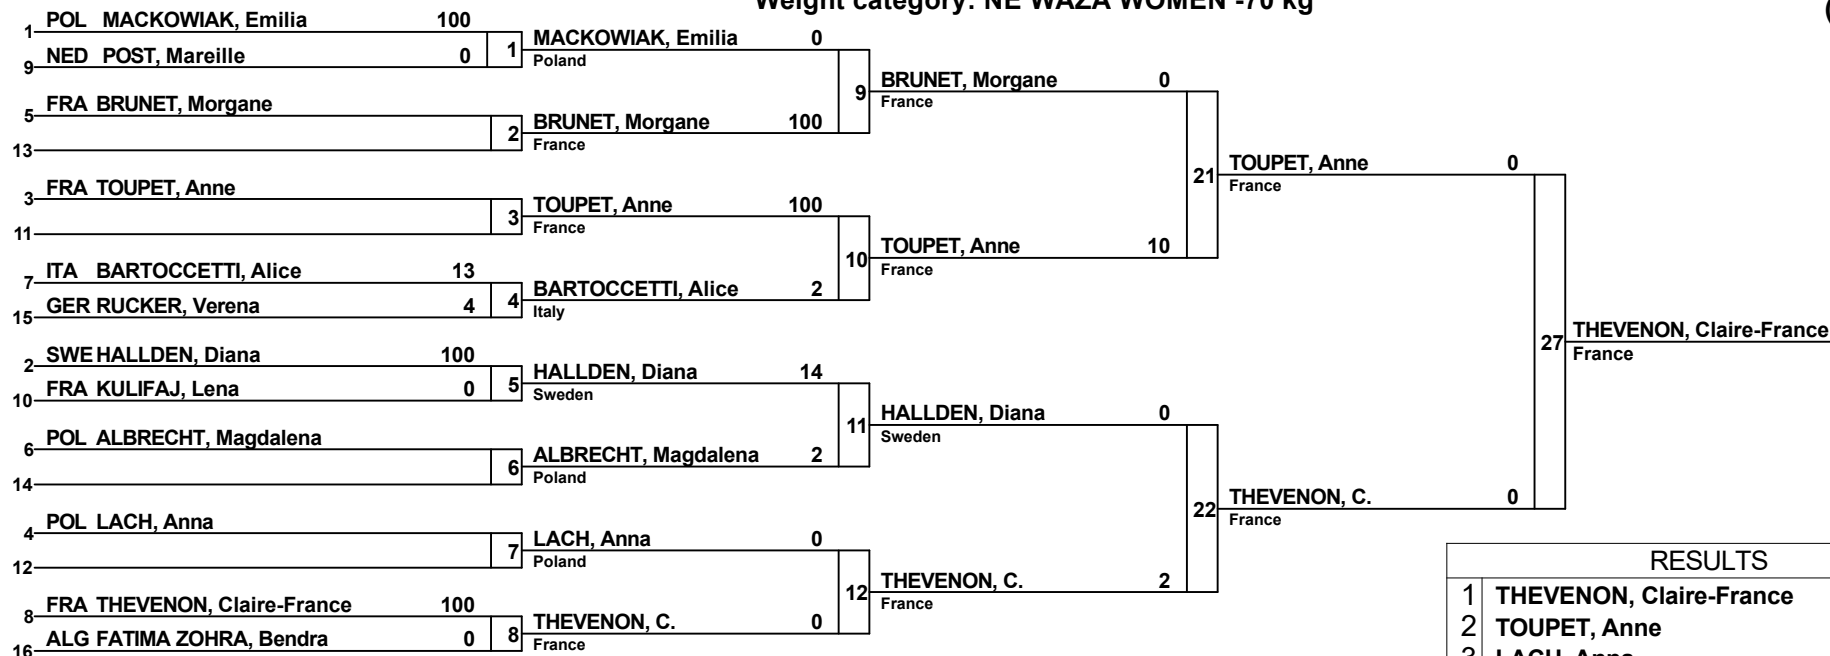 Weight category: NE WAZA WOMEN -70 kg
1 POL MACKOWIAK, Emilia 100
9 NED POST, Mareille 0
1
5 FRA BRUNET, Morgane
13
2
3 FRA TOUPET, Anne
11
3
7 ITA BARTOCCETTI, Alice 13
15 GER RUCKER, Verena 4
4
2 SWE HALLDEN, Diana 100
10 FRA KULIFAJ, Lena 0
5
6 POL ALBRECHT, Magdalena
14
6
4 POL LACH, Anna
12
7
8 FRA THEVENON, Claire-France 100
16 ALG FATIMA ZOHRA, Bendra 0
8
MACKOWIAK, Emilia 0
Poland
BRUNET, Morgane 100
France
9
TOUPET, Anne 100
France
BARTOCCETTI, Alice 2
Italy
10
HALLDEN, Diana 14
Sweden
ALBRECHT, Magdalena 2
Poland
11
LACH, Anna 0
Poland
THEVENON, C. 0
France
12
BRUNET, Morgane 0
France
TOUPET, Anne 10
France
21
HALLDEN, Diana 0
Sweden
THEVENON, C. 2
France
22
TOUPET, Anne 0
France
THEVENON, C. 0
France
27
THEVENON, Claire-France
France
RESULTS
1 THEVENON, Claire-France
2 TOUPET, Anne
3 LACH, Anna